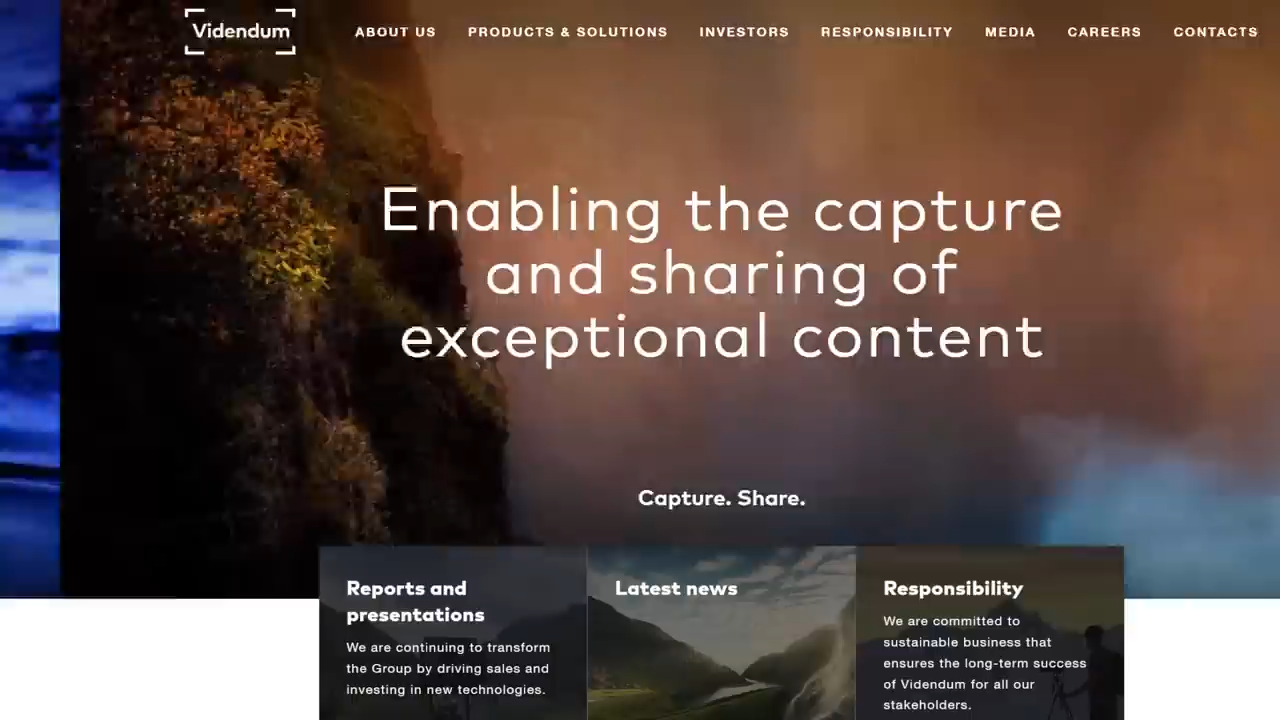 Videndum
ABOUT US
PRODUCTS & SOLUTIONS
INVESTORS
RESPONSIBILITY
MEDIA
CAREERS
CONTACTS
Enabling the capture
and sharing of
exceptional content
Capture. Share.
Reports and
presentations
We are continuing to transform
the Group by driving sales and
investing in new technologies.
Latest news
Responsibility
We are committed to
sustainable business that
ensures the long-term success
of Videndum for all our
stakeholders.